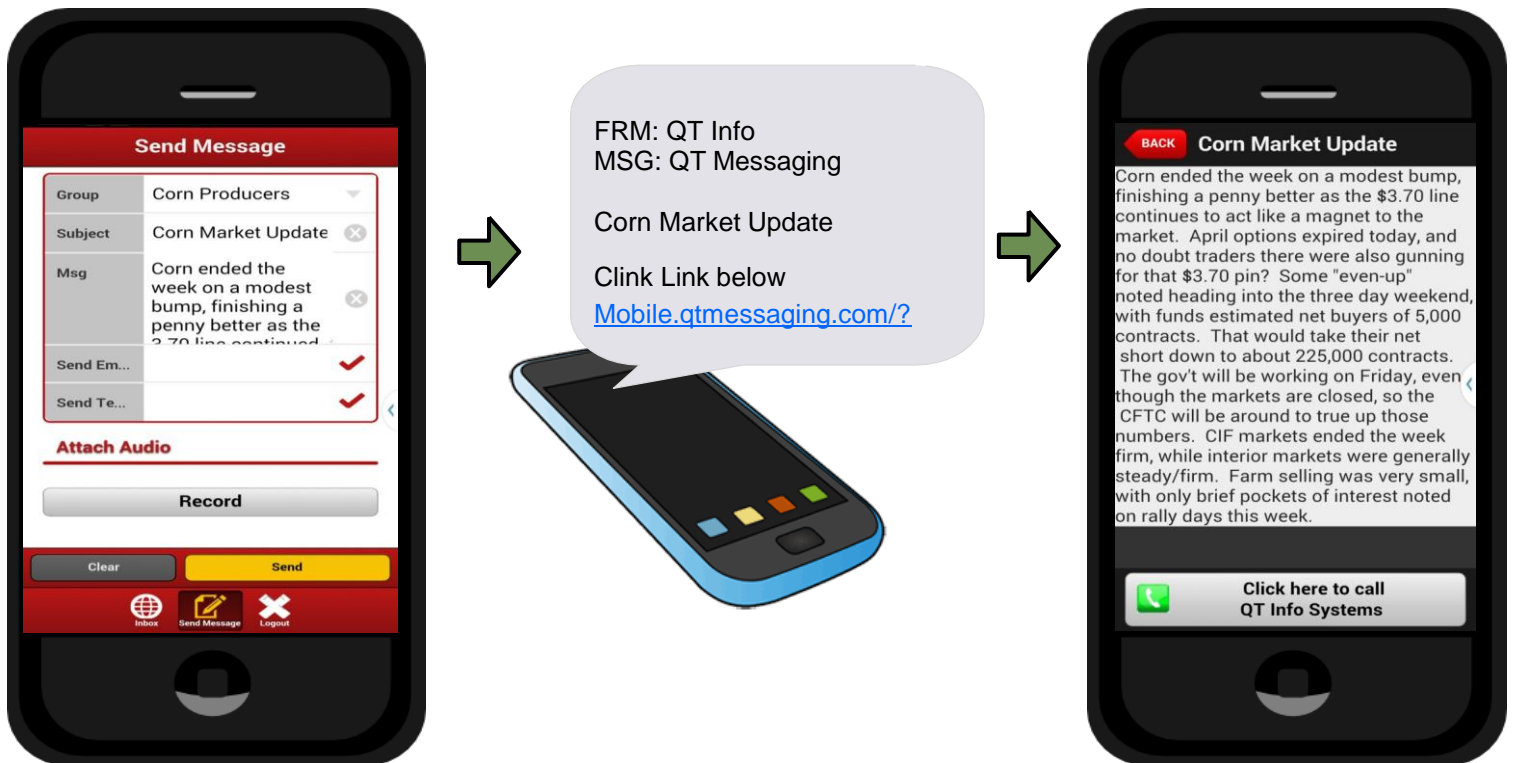 Send Message
Group
Corn Producers
Subject
Corn Market Update
Msg
Corn ended the
week on a modest
bump, finishing a
penny better as the
3.70 line continued
Send Em...
Send Te...
Attach Audio
Record
Clear
Send
Inbox
Send Message
Logout
FRM: QT Info
MSG: QT Messaging
Corn Market Update
Clink Link below
Mobile.qtmessaging.com/?
BACK
Corn Market Update
Corn ended the week on a modest bump,
finishing a penny better as the $3.70 line
continues to act like a magnet to the
market.  April options expired today, and
no doubt traders there were also gunning
for that $3.70 pin?  Some "even-up"
noted heading into the three day weekend,
with funds estimated net buyers of 5,000
contracts.  That would take their net
short down to about 225,000 contracts.
The gov't will be working on Friday, even
though the markets are closed, so the
CFTC will be around to true up those
numbers.  CIF markets ended the week
firm, while interior markets were generally
steady/firm.  Farm selling was very small,
with only brief pockets of interest noted
on rally days this week.
Click here to call
QT Info Systems